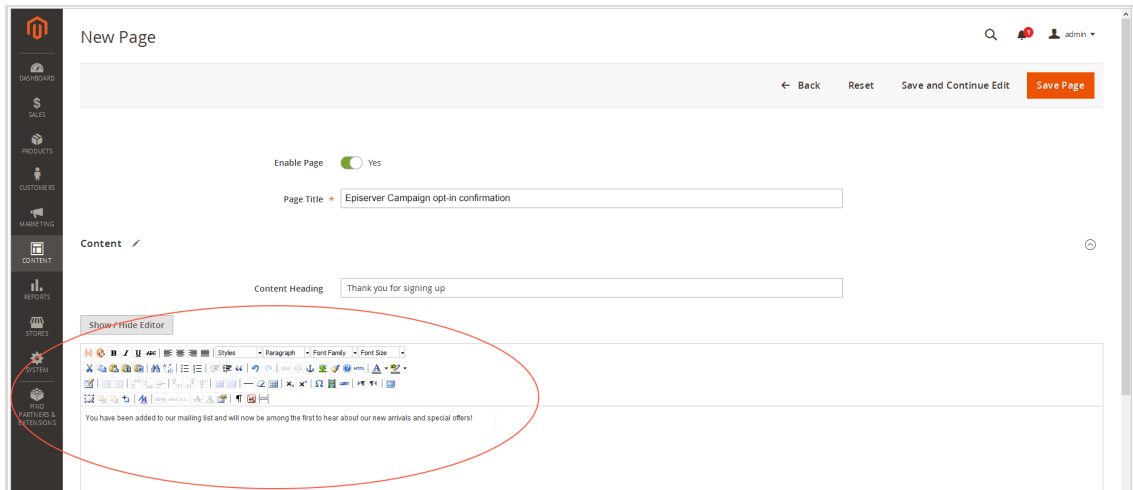 New Page
1
admin
Back
Reset
Save and Continue Edit
Save Page
DASHBOARD
$
SALES
PRODUCTS
CUSTOMERS
MARKETING
CONTENT
REPORTS
STORES
SYSTEM
FIND
PARTNERS &
EXTENSIONS
Enable Page
Yes
Page Title *
Episerver Campaign opt-in confirmation
Content
Content Heading
Thank you for signing up
Show / Hide Editor
B I U ABC Styles Paragraph Font Family Font Size
HTML A
Ω
You have been added to our mailing list and will now be among the first to hear about our new arrivals and special offers!